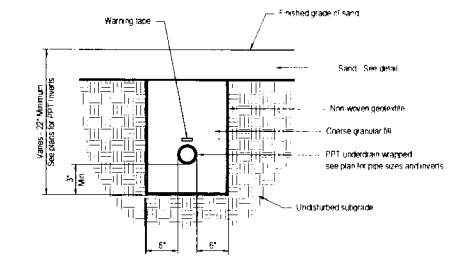 Finished grade of sand
Warning tape
Sand See detail
Non-woven geotextile
Coarse granular fill
PPT underdrain wrapped
see plan for pipe sizes and inverts
Undisturbed subgrade
Varies : 22" Minimum
See plans for PPT inverts
3"
Min
6"
6"